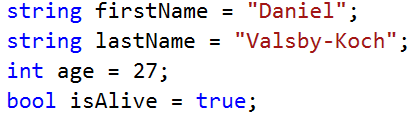 string firstName = "Daniel";
string lastName = "Valsby-Koch";
int age = 27;
bool isAlive = true;